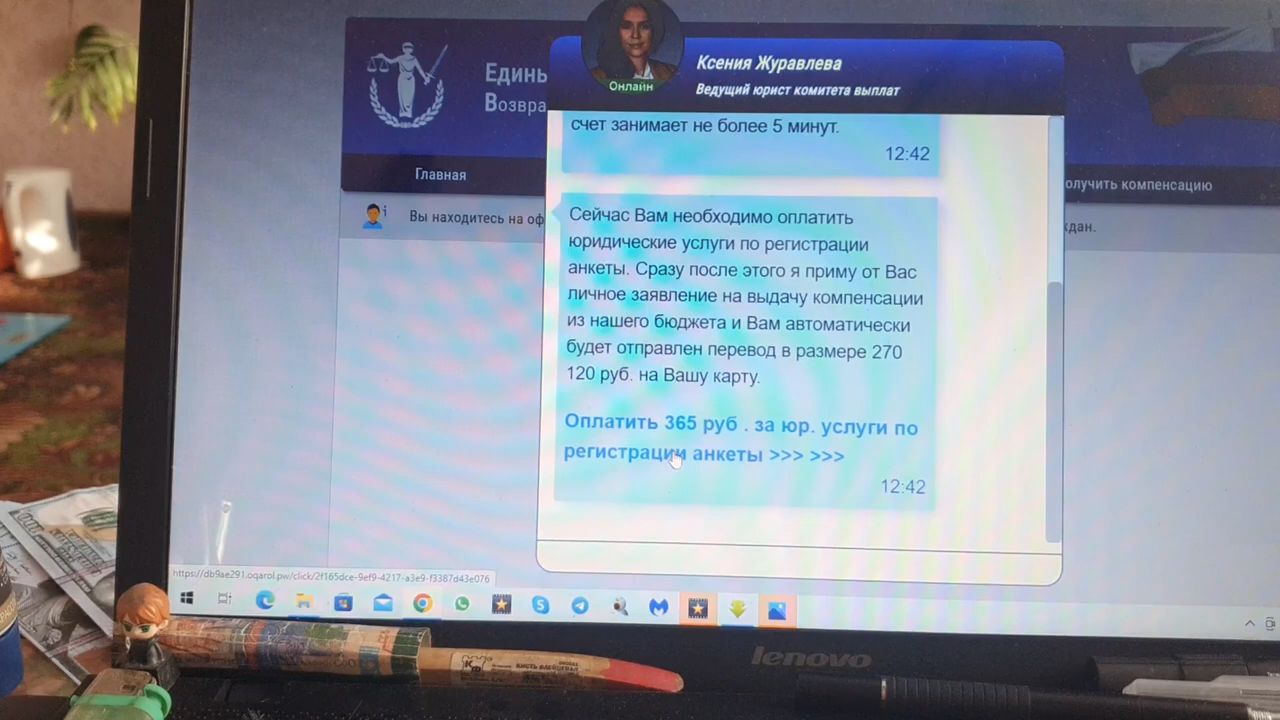 Единь
Возвра
Онлайн
Ксения Журавлева
Ведущий юрист комитета выплат
счет занимает не более 5 минут.
12:42
Главная
олучить компенсацию
Вы находитесь на оф
ждан.
Сейчас Вам необходимо оплатить
юридические услуги по регистрации
анкеты. Сразу после этого я приму от Вас
личное заявление на выдачу компенсации
из нашего бюджета и Вам автоматически
будет отправлен перевод в размере 270
120 руб. на Вашу карту.
Оплатить 365 руб . за юр. услуги по
регистрации анкеты >>> >>>
12:42
https://db9ae291.oqarol.pw/click/2f165dce-9ef9-4217-a3e9-f3387d43e076
lenovo